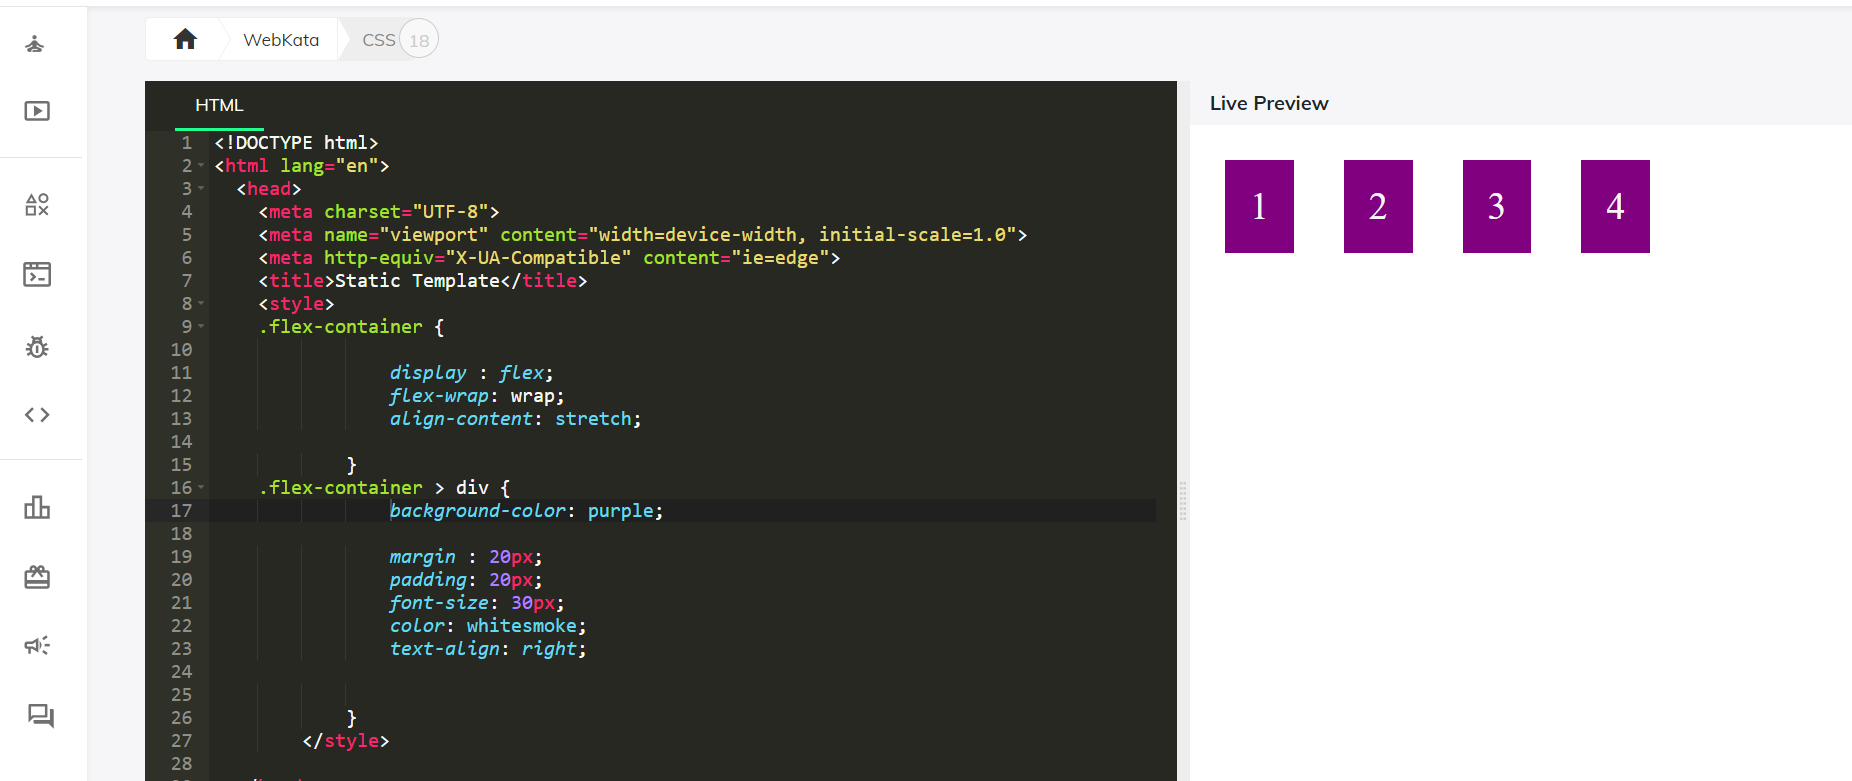 WebKata
CSS 18
HTML
Live Preview
1 <!DOCTYPE html>
2 <html lang="en">
3 <head>
4 <meta charset="UTF-8">
5 <meta name="viewport" content="width=device-width, initial-scale=1.0">
6 <meta http-equiv="X-UA-Compatible" content="ie=edge">
7 <title>Static Template</title>
8 <style>
9 .flex-container {
10
11 display : flex;
12 flex-wrap: wrap;
13 align-content: stretch;
14
15 }
16 .flex-container > div {
17 background-color: purple;
18
19 margin : 20px;
20 padding: 20px;
21 font-size: 30px;
22 color: whitesmoke;
23 text-align: right;
24
25
26 }
27 </style>
28
1 2 3 4